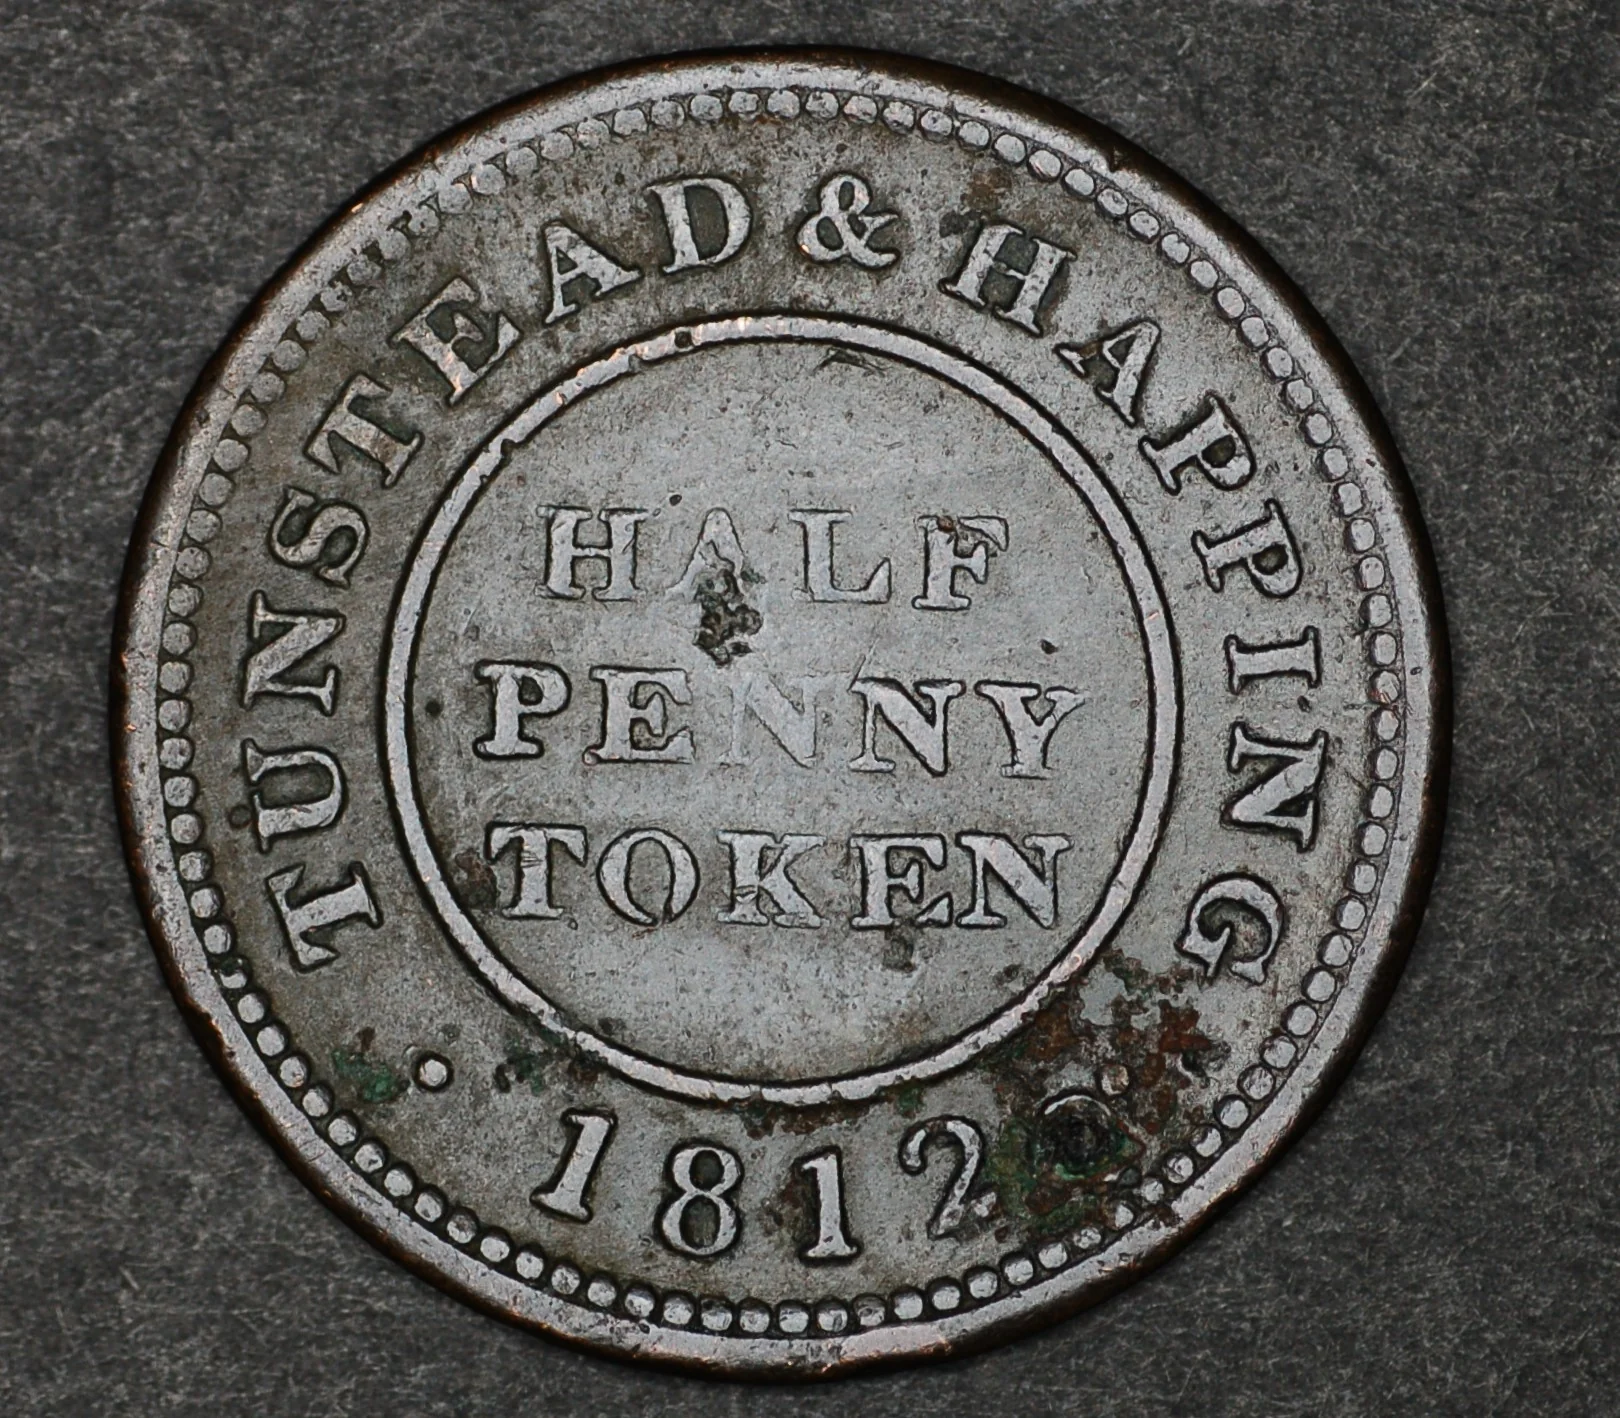 TUNSTEAD & HAPPING
HALF
PENNY
TOKEN
1812